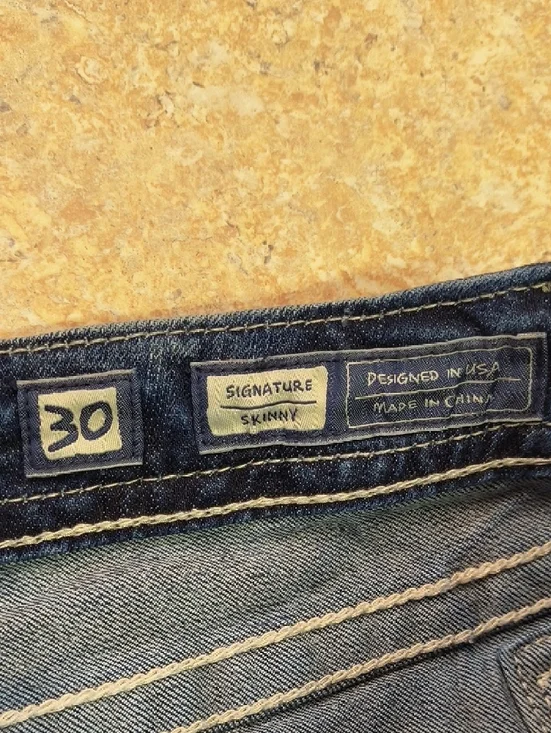 30
SIGNATURE
SKINNY
DESIGNED IN USA
MADE IN CHINA